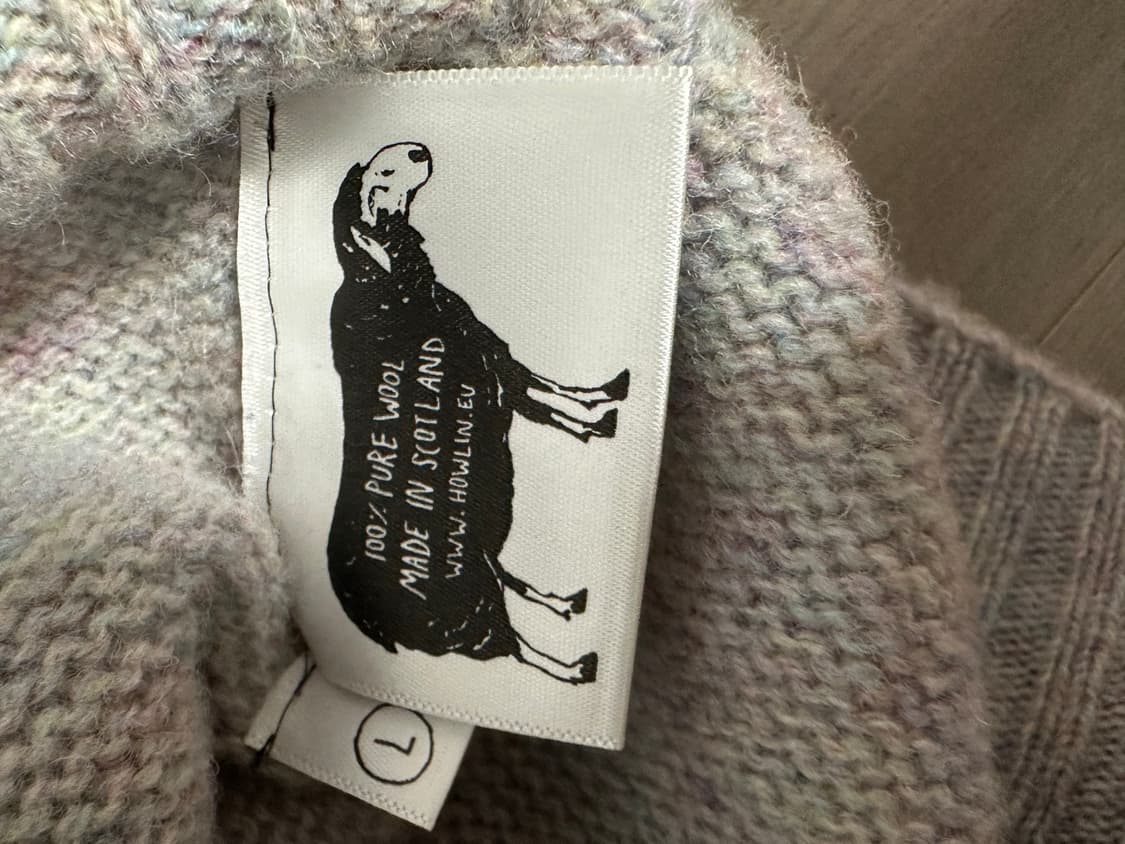 100% PURE WOOL
MADE IN SCOTLAND
WWW.HOWLIN.EU
L